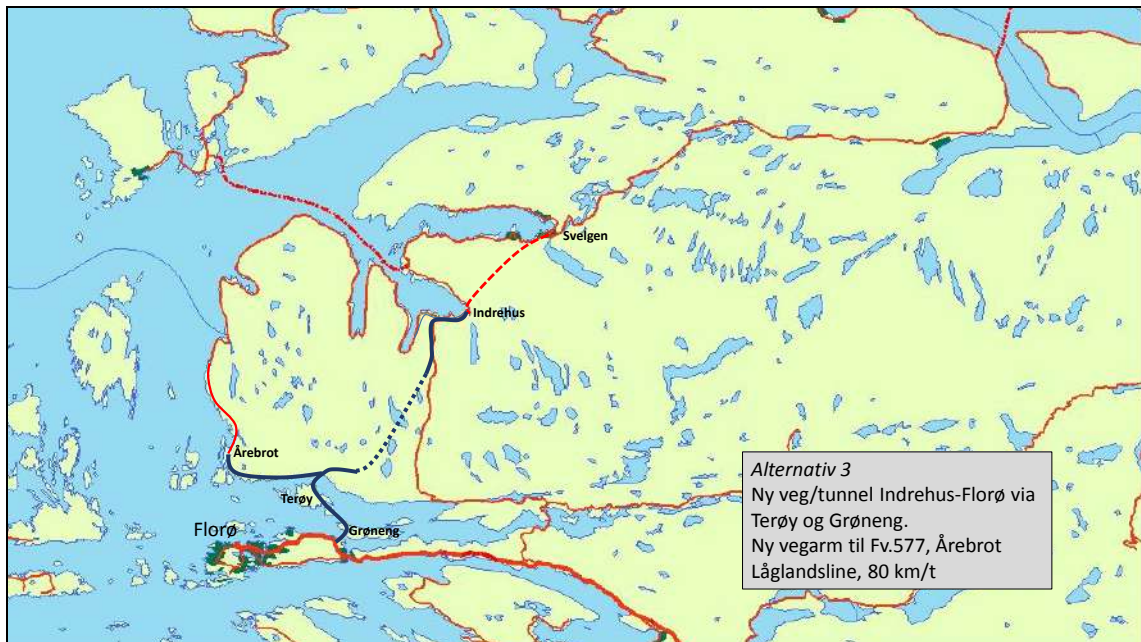 Svelgen
Indrehus
Årebrot
Terøy
Florø
Grøneng
Alternativ 3
Ny veg/tunnel Indrehus-Florø via
Terøy og Grøneng.
Ny vegarm til Fv.577, Årebrot
Låglandsline, 80 km/t